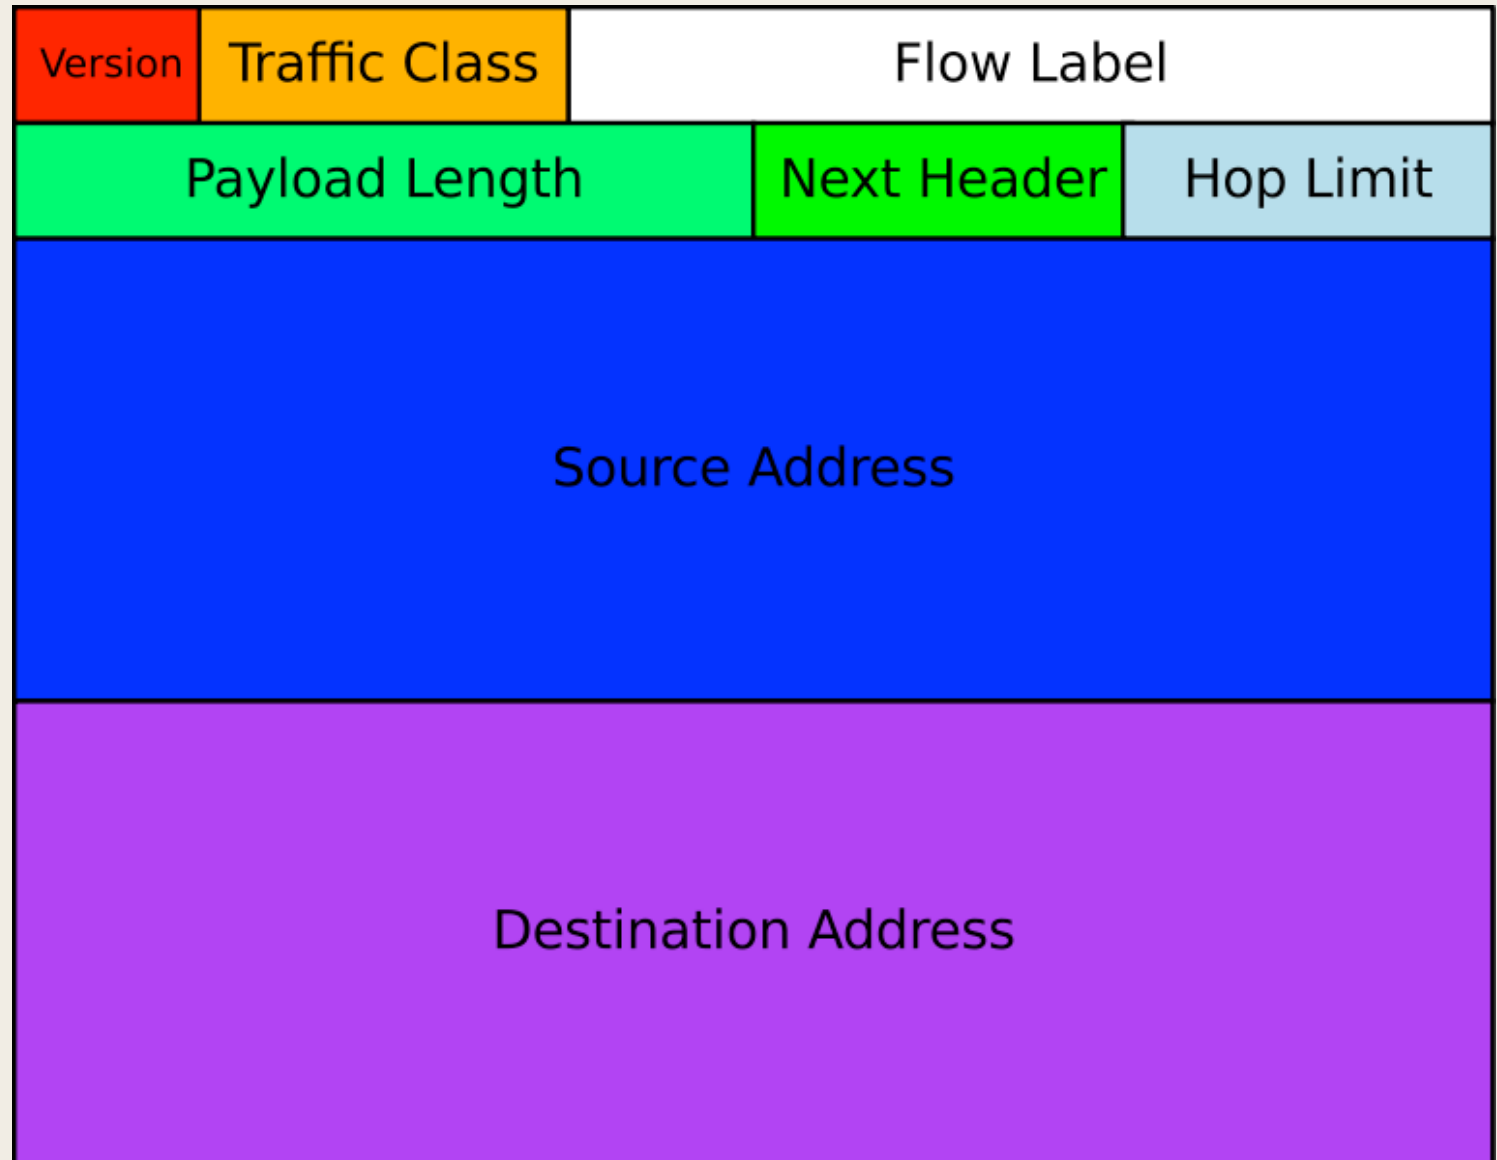 Version Traffic Class Flow Label
Payload Length Next Header Hop Limit
Source Address
Destination Address